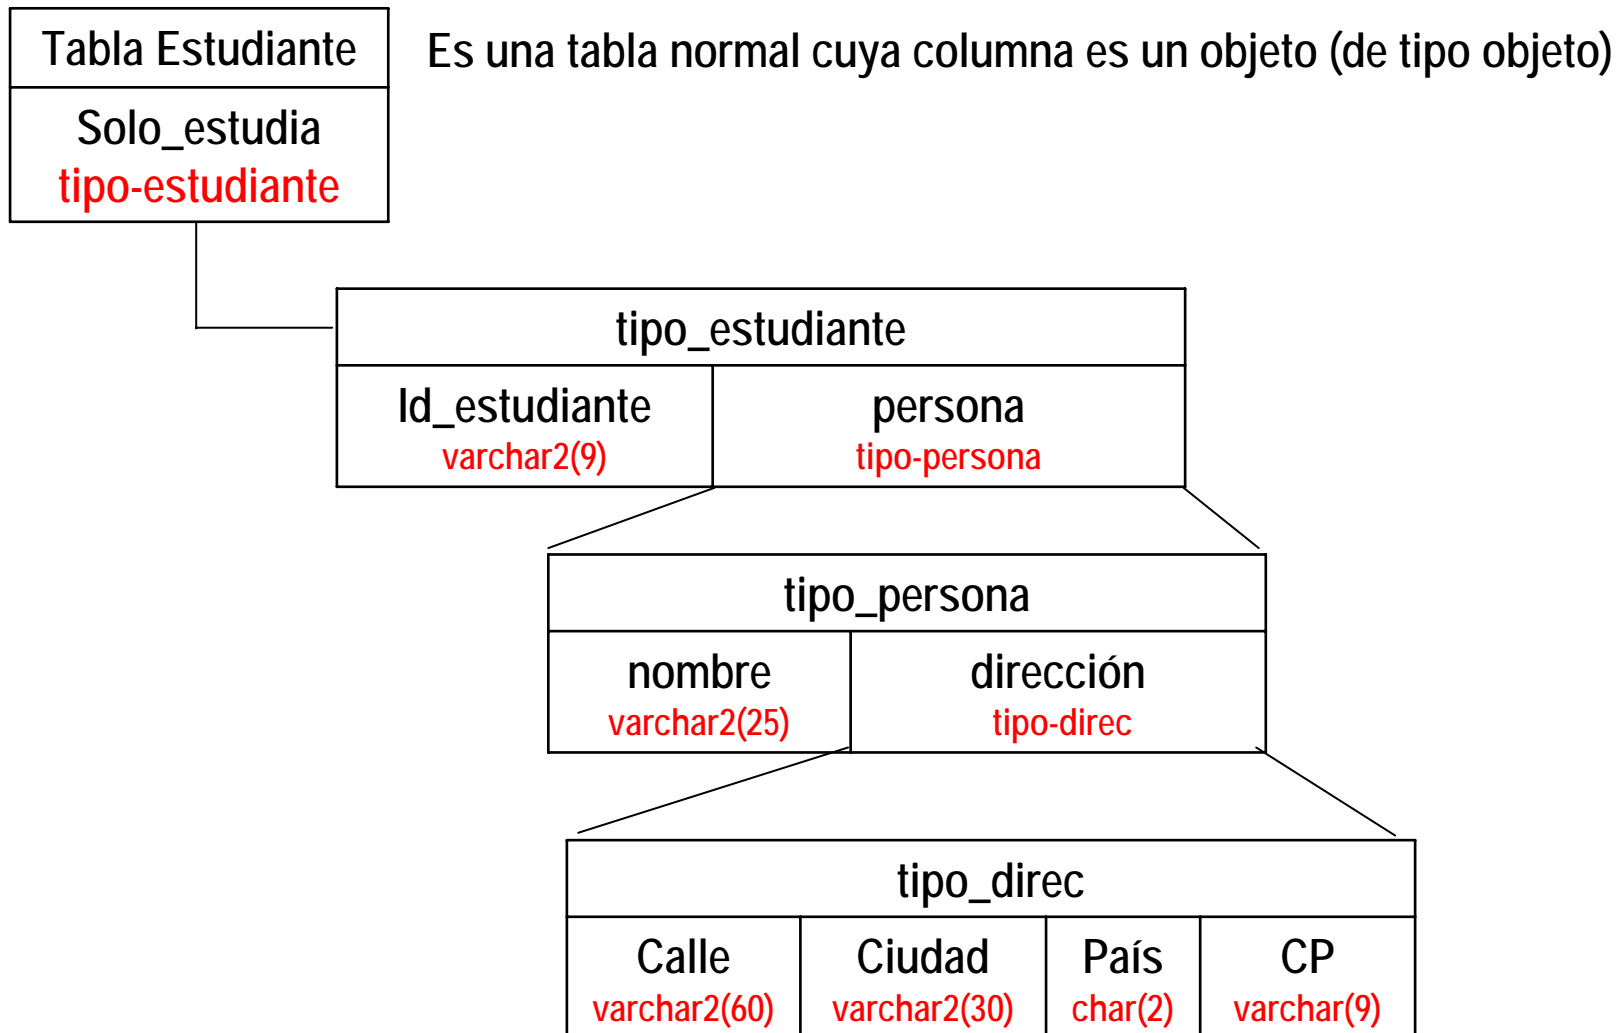 Tabla Estudiante
Es una tabla normal cuya columna es un objeto (de tipo objeto)
Solo_estudia
tipo-estudiante
tipo_estudiante
Id_estudiante
varchar2(9)
persona
tipo-persona
tipo_persona
nombre
varchar2(25)
dirección
tipo-direc
tipo_direc
Calle
varchar2(60)
Ciudad
varchar2(30)
País
char(2)
CP
varchar(9)